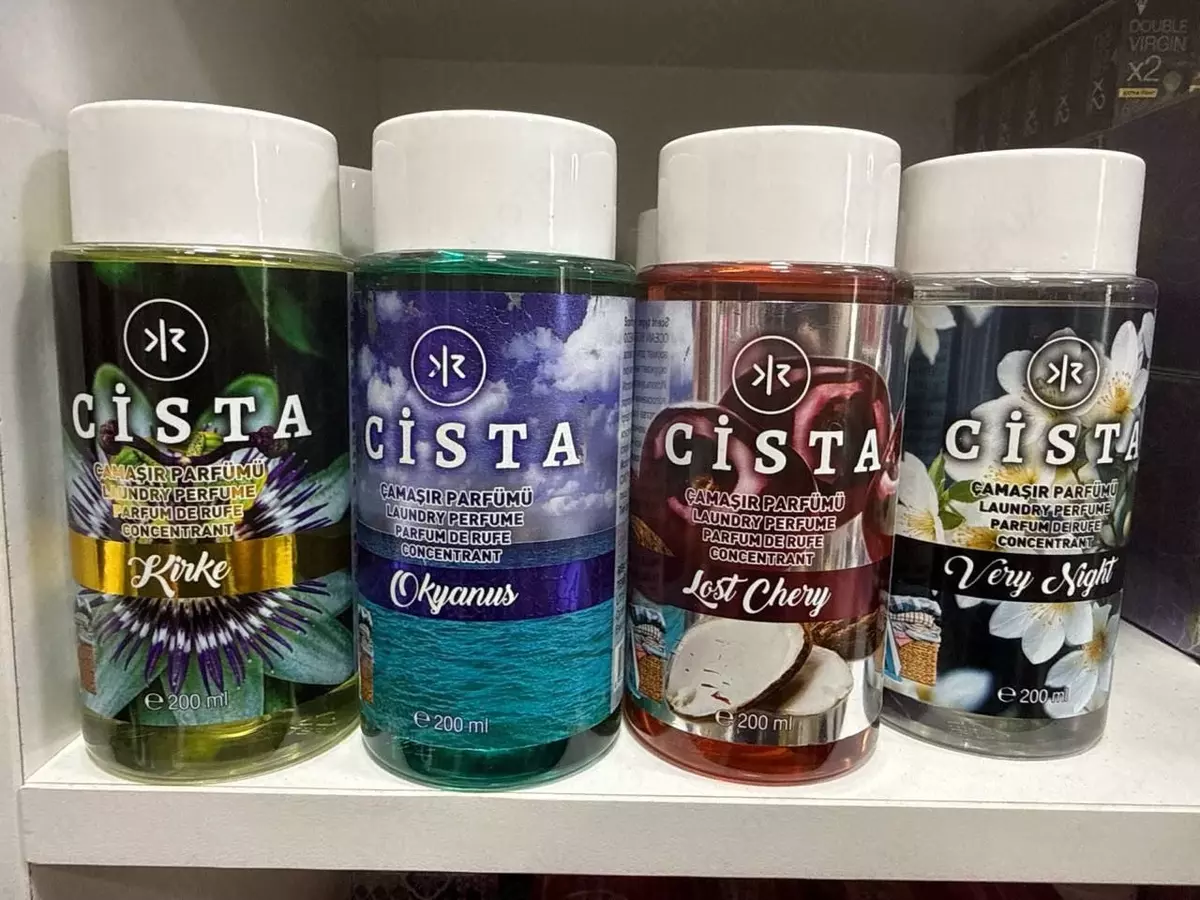 DOUBLE
VIRGIN
x2
x2
x2
CİSTA
ÇAMAŞIR PARFÜMÜ
LAUNDRY PERFUME
PARFUM DE RUFE
CONCENTRANT
Kirke
℮ 200 ml
CİSTA
ÇAMAŞIR PARFÜMÜ
LAUNDRY PERFUME
PARFUM DE RUFE
CONCENTRANT
Okyanus
℮ 200 ml
CİSTA
ÇAMAŞIR PARFÜMÜ
LAUNDRY PERFUME
PARFUM DE RUFE
CONCENTRANT
Lost Chery
℮ 200 ml
CİSTA
ÇAMAŞIR PARFÜMÜ
LAUNDRY PERFUME
PARFUM DE RUFE
CONCENTRANT
Very Night
℮ 200 ml